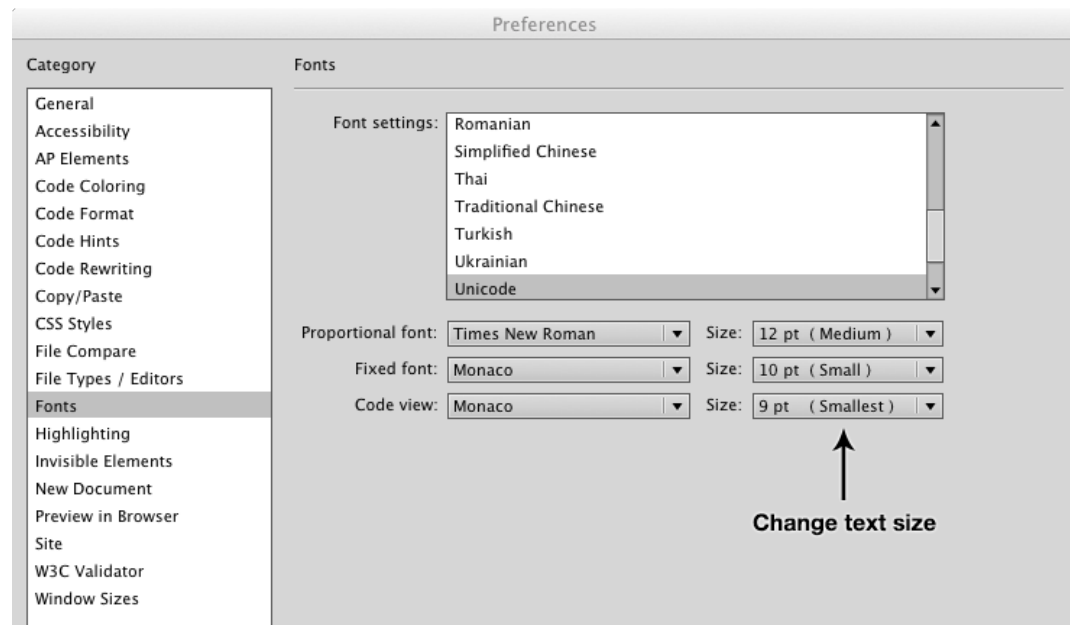 Preferences
Category
General
Accessibility
AP Elements
Code Coloring
Code Format
Code Hints
Code Rewriting
Copy/Paste
CSS Styles
File Compare
File Types / Editors
Fonts
Highlighting
Invisible Elements
New Document
Preview in Browser
Site
W3C Validator
Window Sizes
Fonts
Font settings:
Romanian
Simplified Chinese
Thai
Traditional Chinese
Turkish
Ukrainian
Unicode
Proportional font: Times New Roman Size: 12 pt ( Medium )
Fixed font: Monaco Size: 10 pt ( Small )
Code view: Monaco Size: 9 pt ( Smallest )
Change text size